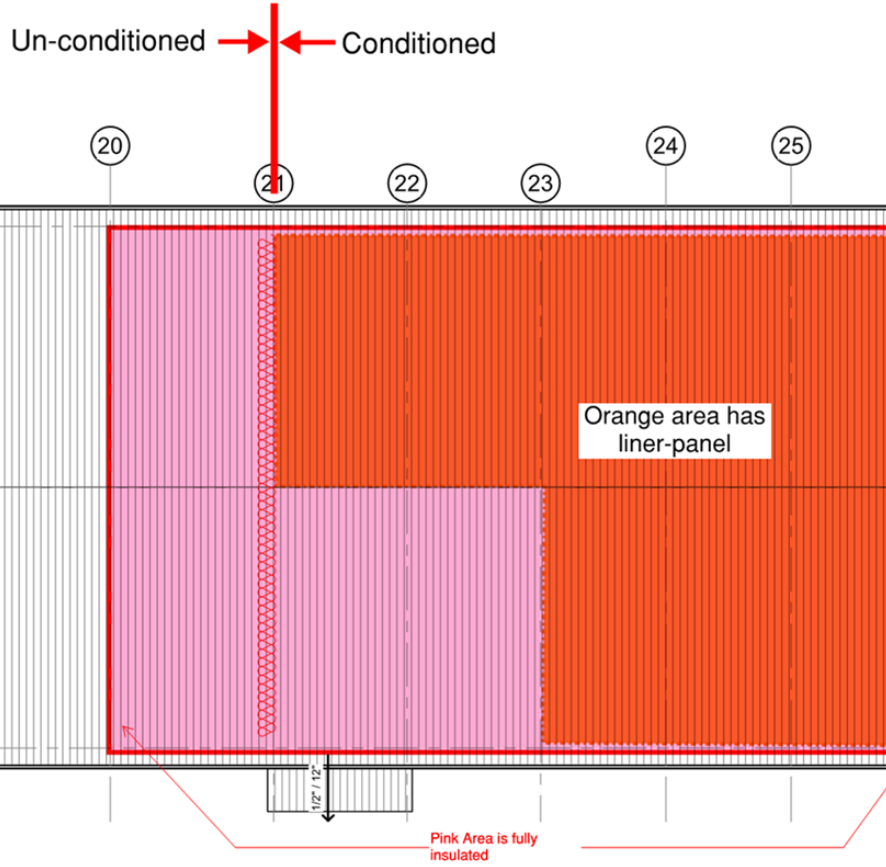 Un-conditioned
Conditioned
20
21
22
23
24
25
Orange area has
liner-panel
1/2" / 12"
Pink Area is fully
insulated